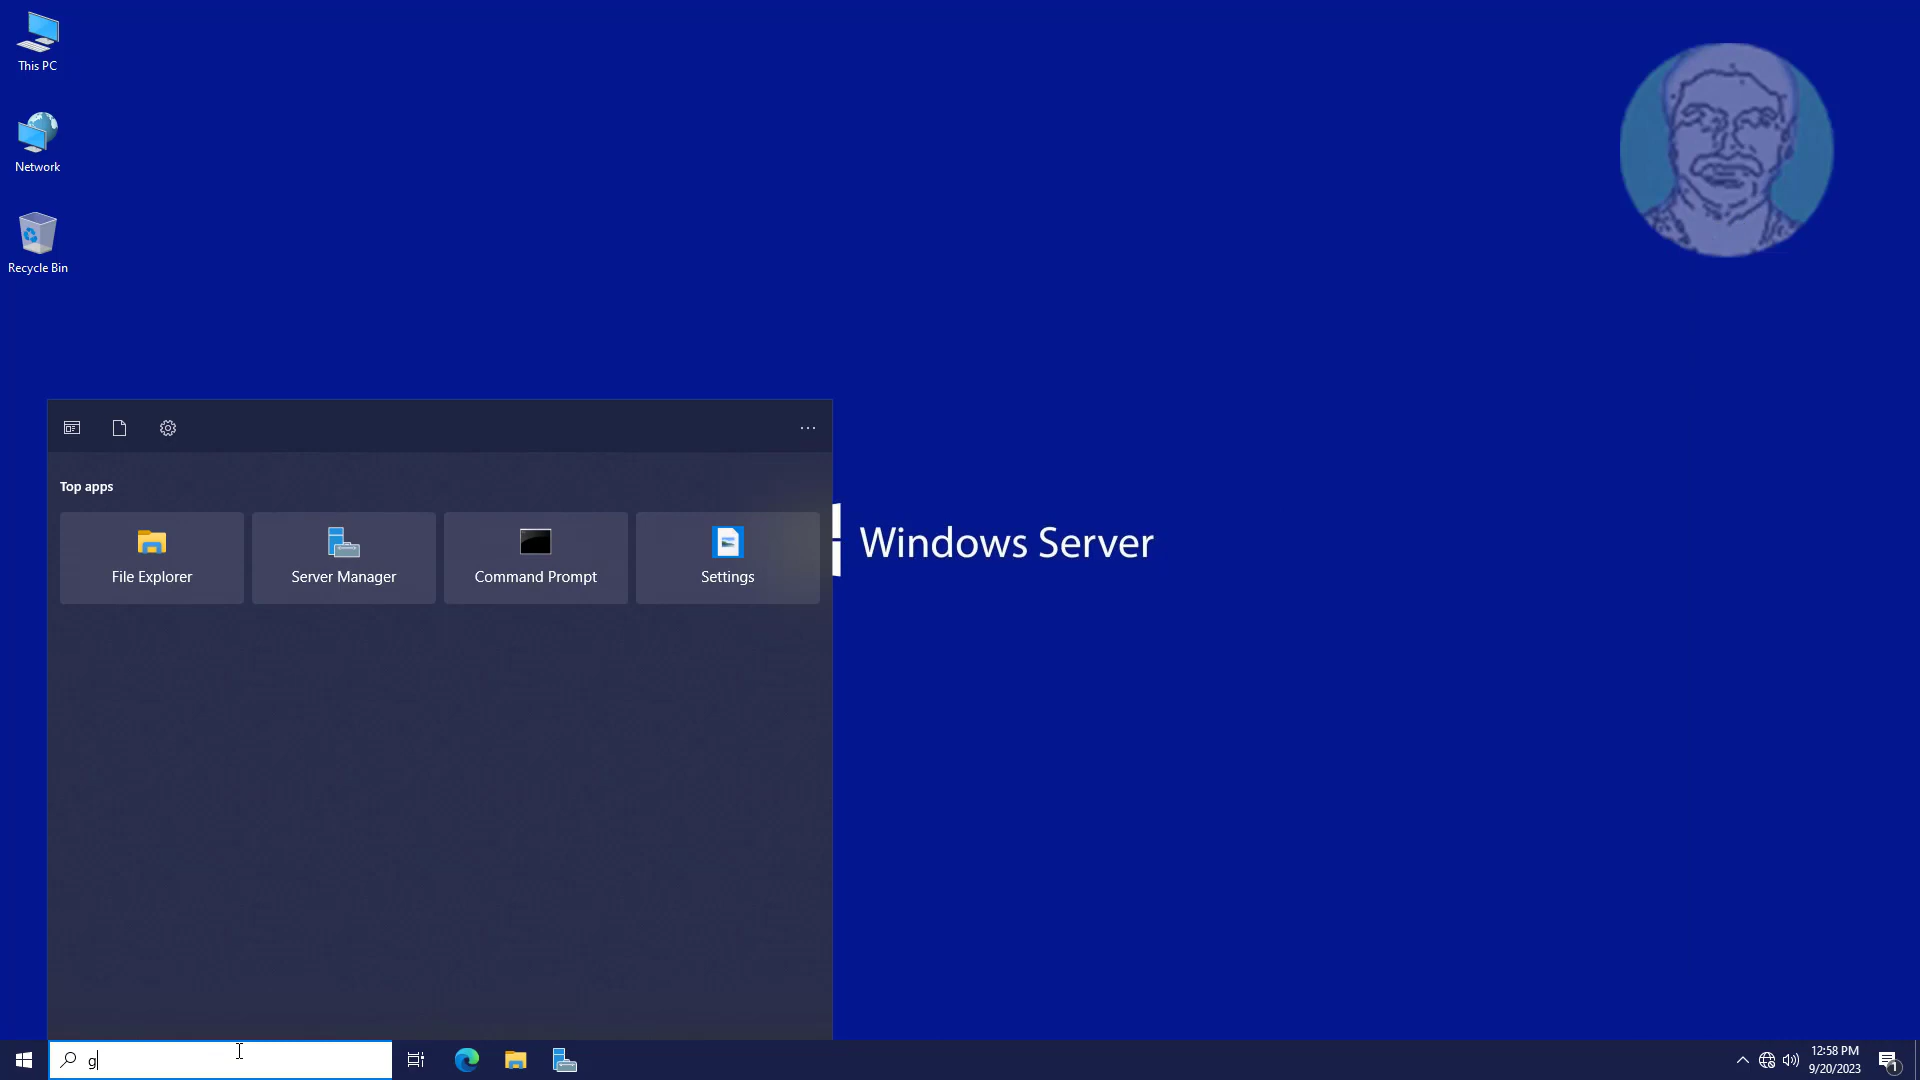 This PC
Network
Recycle Bin
Top apps
File Explorer
Server Manager
Command Prompt
Settings
Windows Server
g
12:58 PM
9/20/2023
1